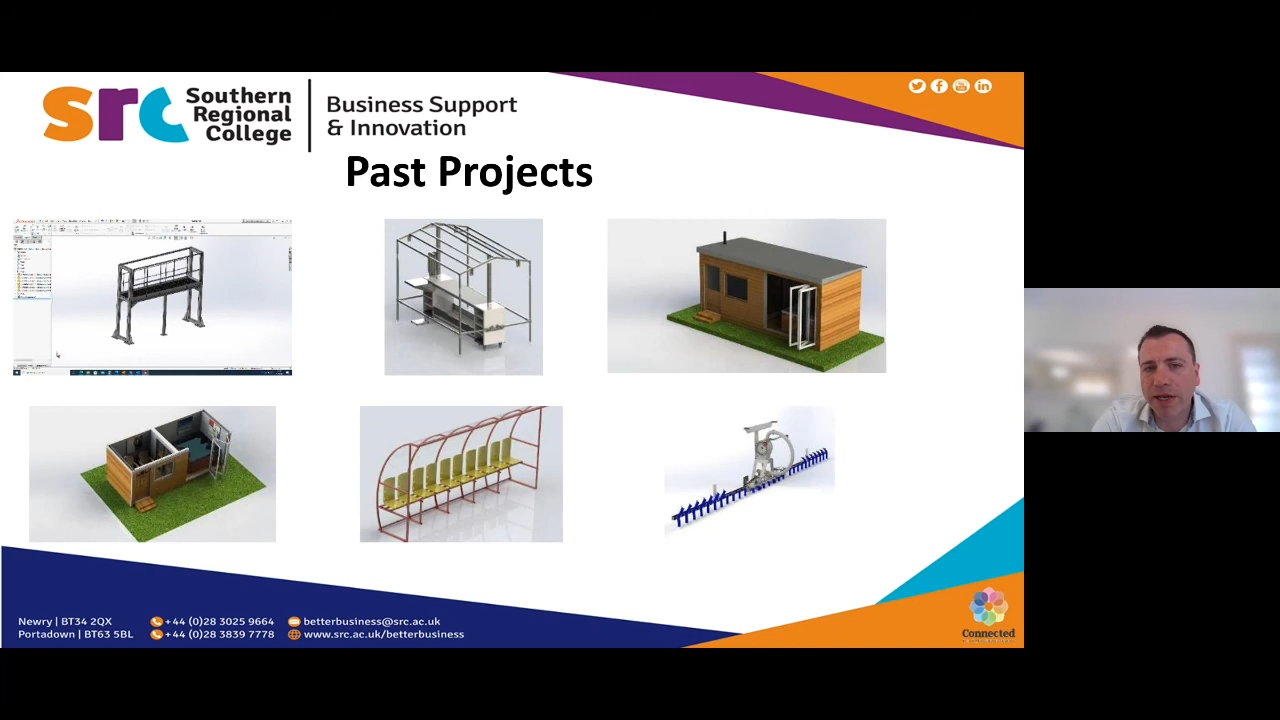 src
Southern
Regional
College
Business Support
& Innovation
Past Projects
Newry | BT34 2QX
+44 (0)28 3025 9664
betterbusiness@src.ac.uk
Portadown | BT63 5BL
+44 (0)28 3839 7778
www.src.ac.uk/betterbusiness
Connected